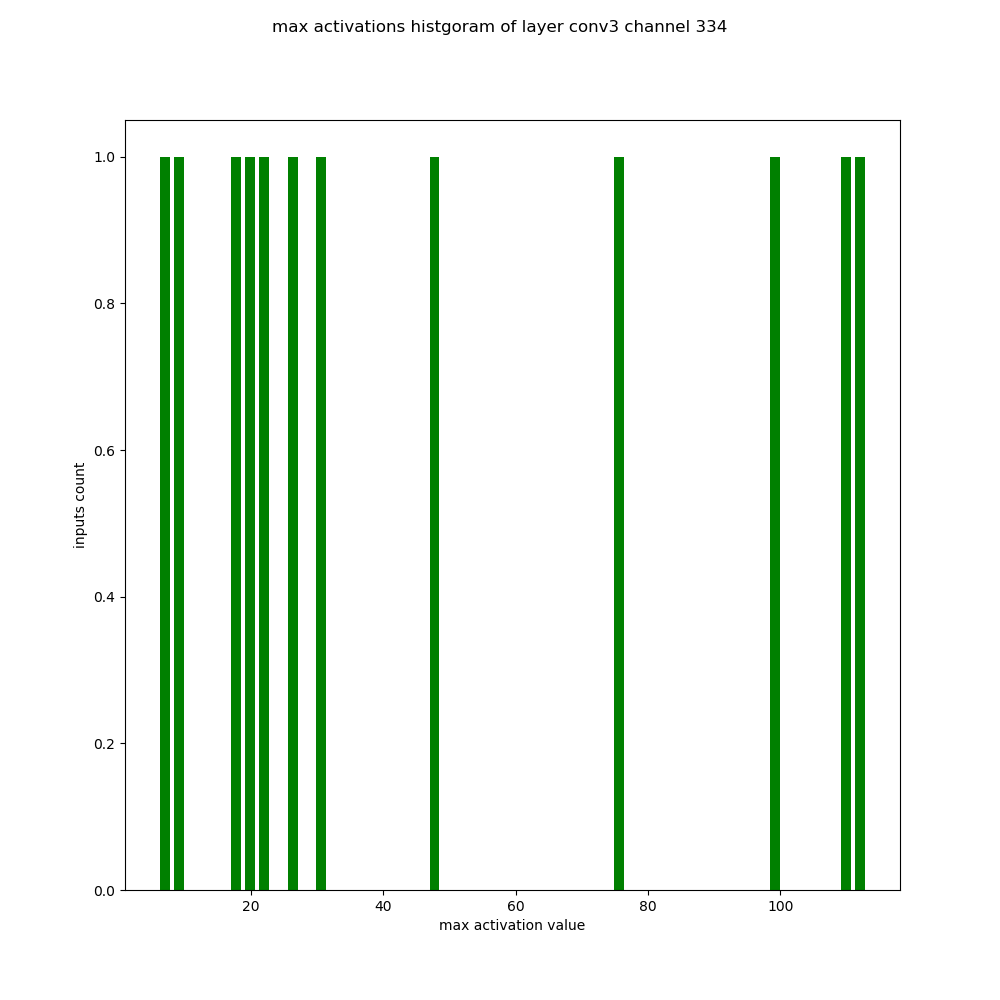 max activations histgoram of layer conv3 channel 334
1.0
0.8
0.6
0.4
0.2
0.0
inputs count
20 40 60 80 100
max activation value